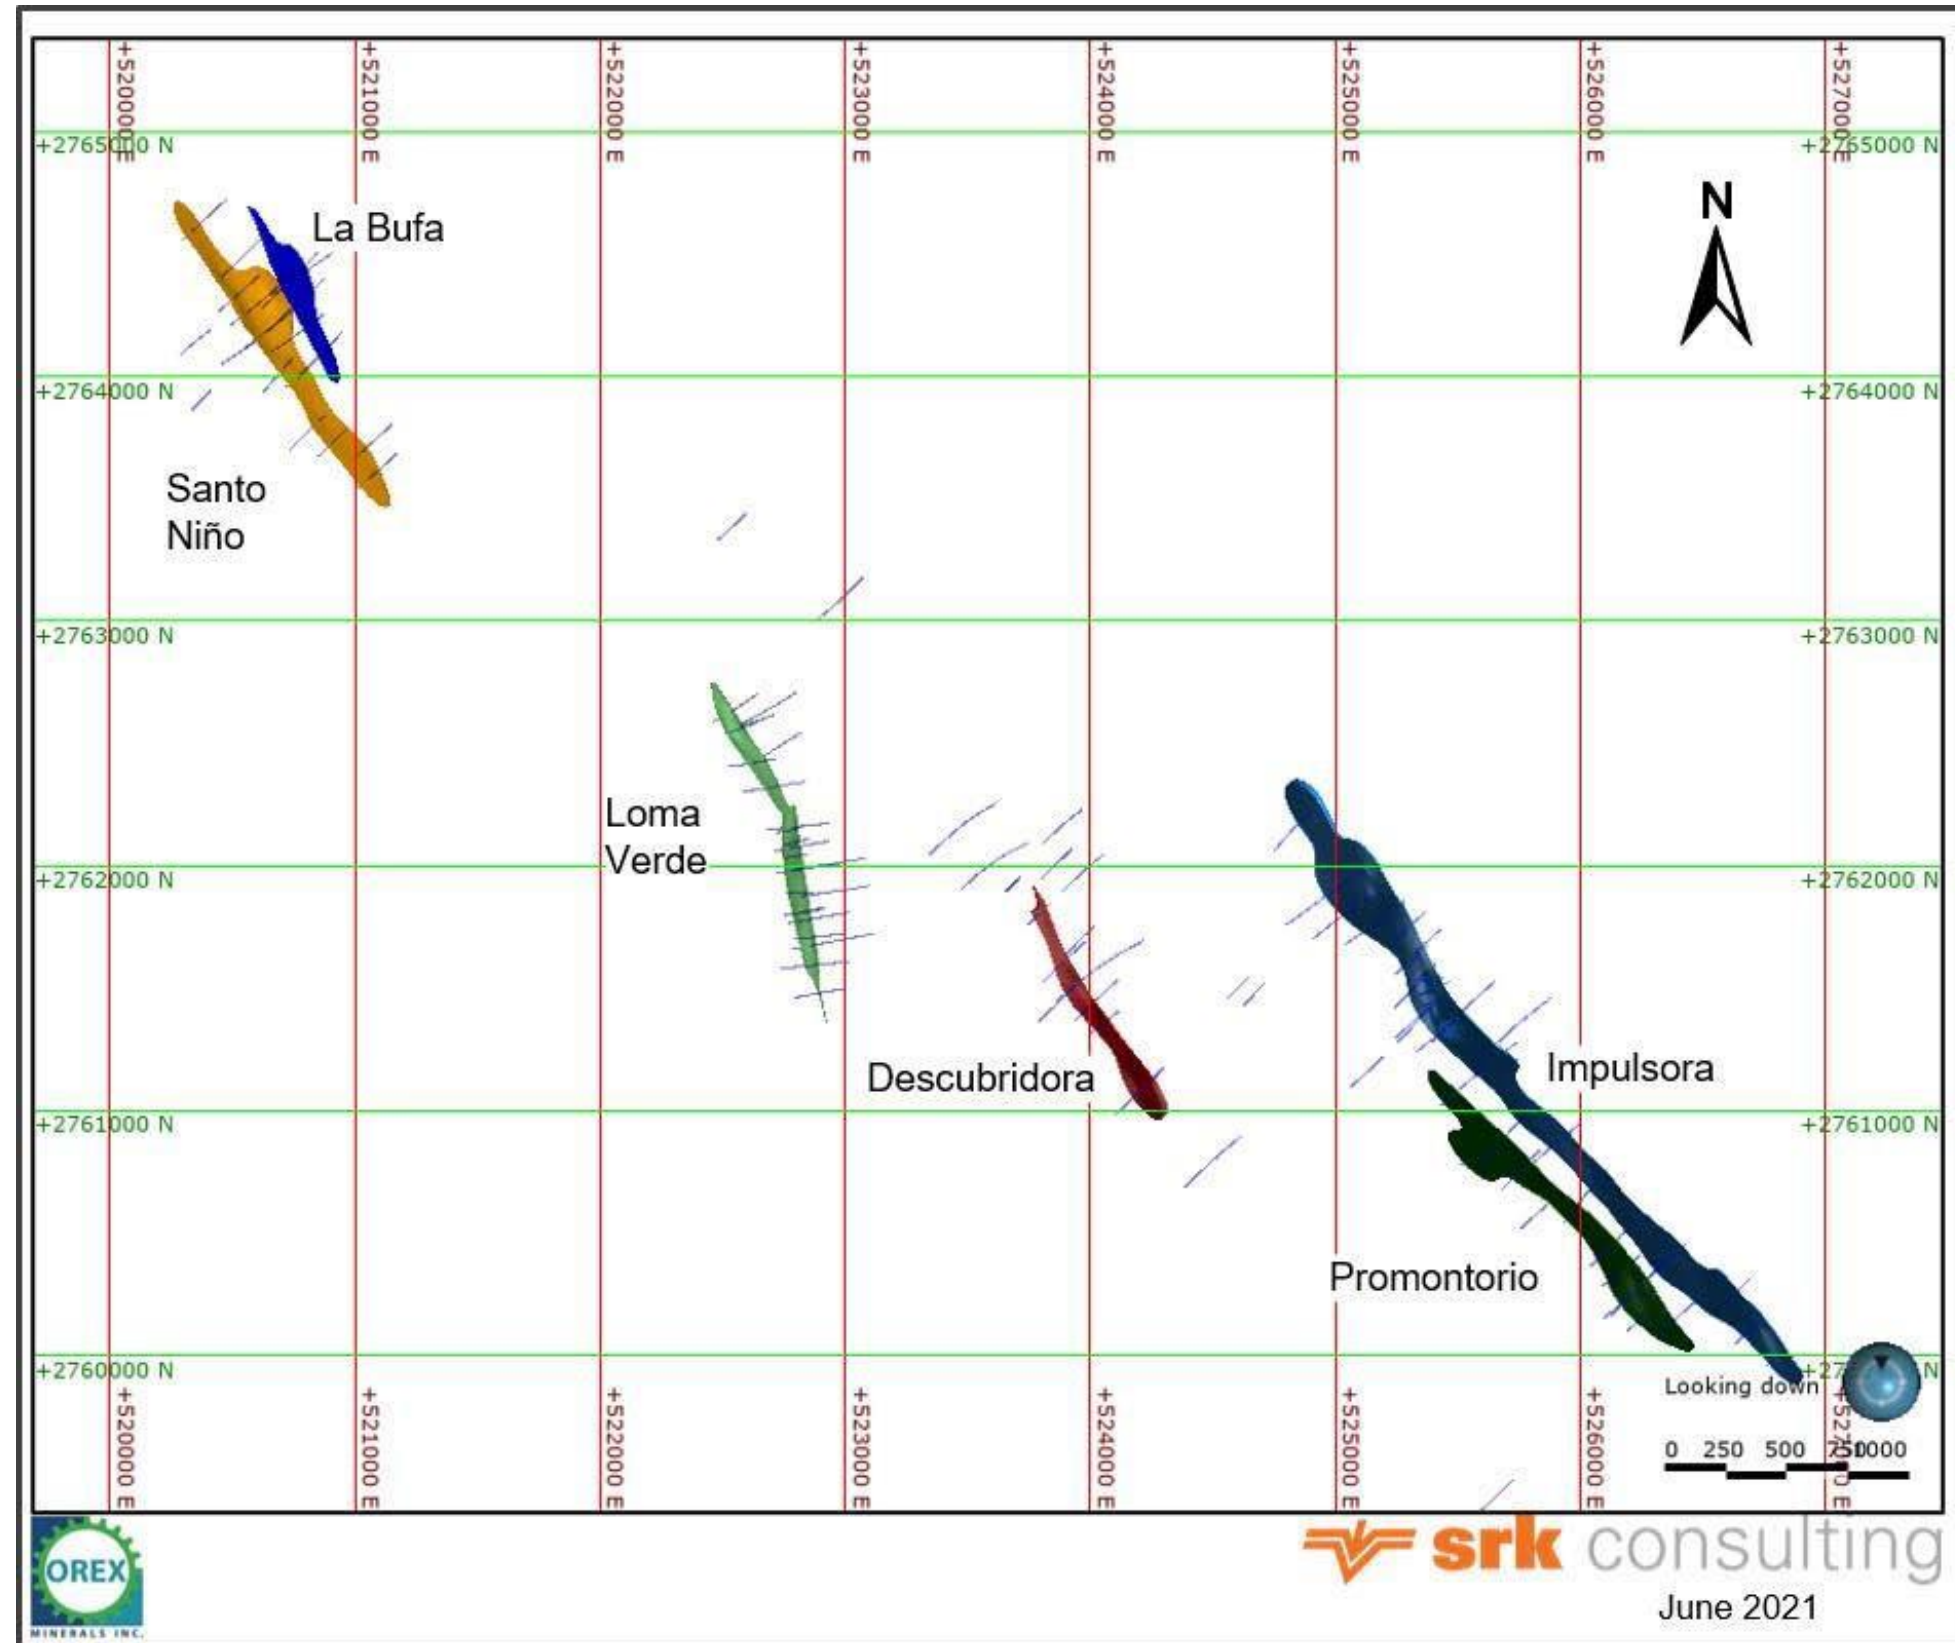 +520000 E
+521000 E
+522000 E
+523000 E
+524000 E
+525000 E
+526000 E
+527000 E
+2765000 N
+2765000 N
N
La Bufa
+2764000 N
+2764000 N
Santo
Niño
+2763000 N
+2763000 N
Loma
Verde
+2762000 N
+2762000 N
Descubridora
Impulsora
+2761000 N
+2761000 N
Promontorio
+2760000 N
Looking down
+520000 E
+521000 E
+522000 E
+523000 E
+524000 E
+525000 E
+526000 E
0 250 500 750 1000
OREX
MINERALS INC.
srk consulting
June 2021